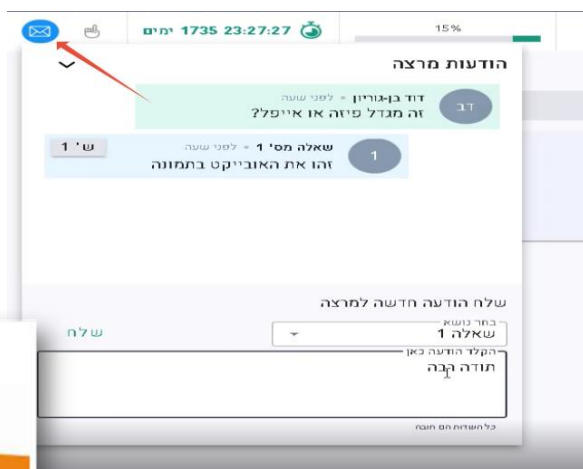 15%
1735 23:27:27 ימים
הודעות מרצה
דב
דוד בן-גוריון • לפני שעה
זה מגדל פיזה או אייפל?
1
שאלה מס' 1 • לפני שעה
זהו את האובייקט בתמונה
ש' 1
שלח הודעה חדשה למרצה
בחר נושא
שאלה 1
שלח
הקלד הודעה כאן
תודה רבה
כל השדות הם חובה